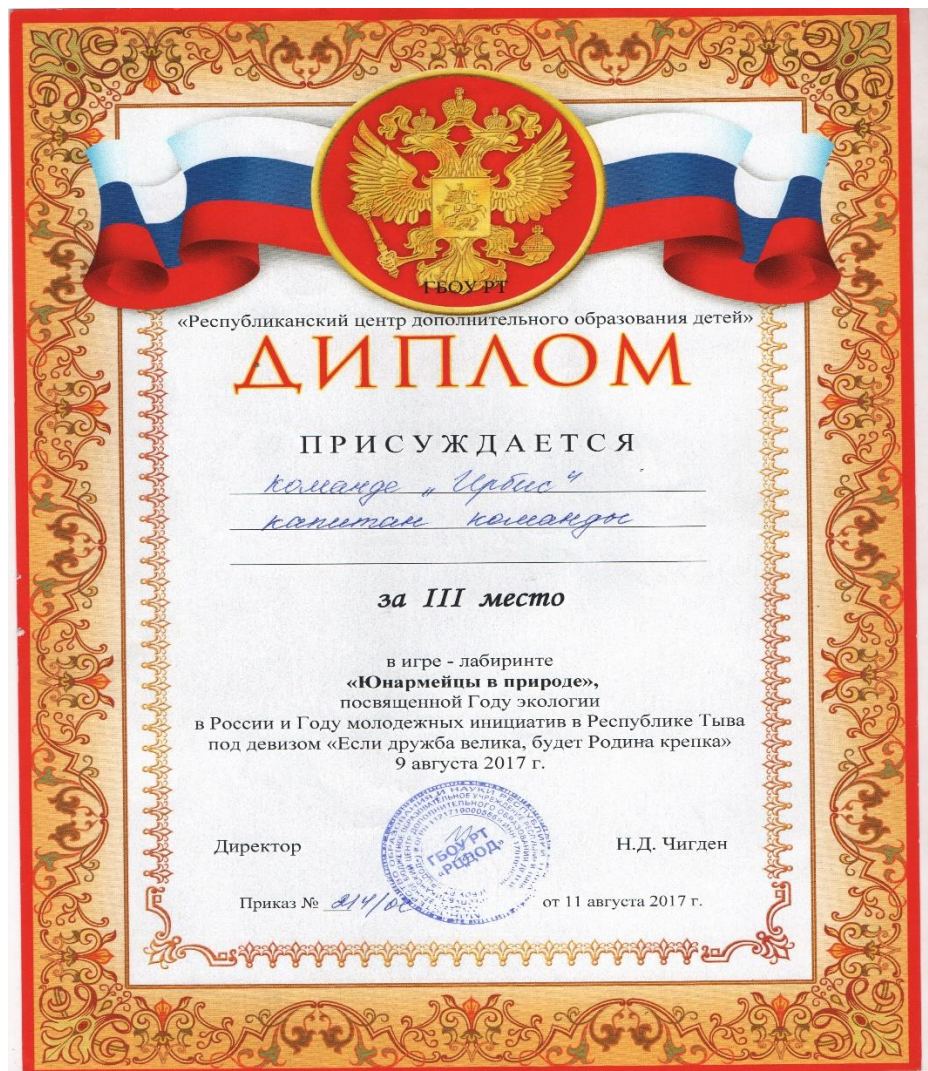 ГБОУ РТ
«Республиканский центр дополнительного образования детей»
ДИПЛОМ
ПРИСУЖДАЕТСЯ
команде „Ирбис"
капитан команды
за III место
в игре - лабиринте
«Юнармейцы в природе»,
посвященной Году экологии
в России и Году молодежных инициатив в Республике Тыва
под девизом «Если дружба велика, будет Родина крепка»
9 августа 2017 г.
Директор Н.Д. Чигден
ГБОУ РТ
«РЦДОД»
Приказ № 214/ от 11 августа 2017 г.